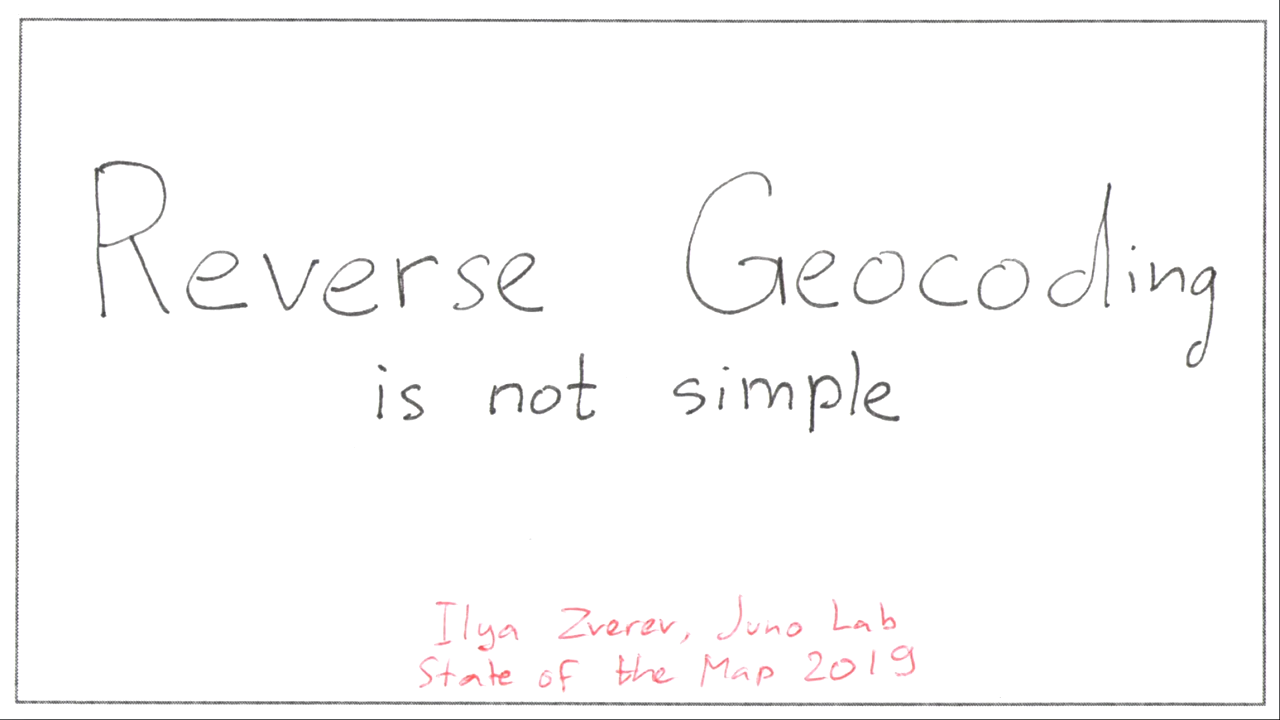 Reverse Geocoding
is not simple
Ilya Zverev, Juno Lab
State of the Map 2019